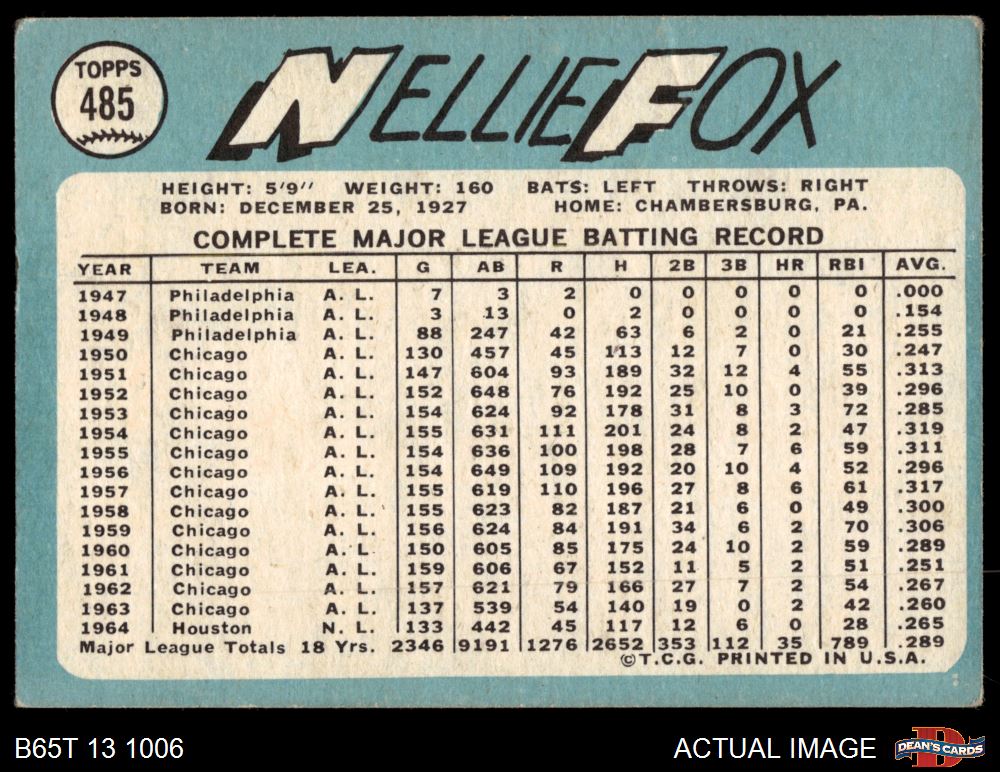 TOPPS
485
NELLIE FOX
HEIGHT: 5'9" WEIGHT: 160 BATS: LEFT THROWS: RIGHT
BORN: DECEMBER 25, 1927 HOME: CHAMBERSBURG, PA.
COMPLETE MAJOR LEAGUE BATTING RECORD
YEAR TEAM LEA. G AB R H 2B 3B HR RBI AVG.
1947 Philadelphia A. L. 7 3 2 0 0 0 0 0 .000
1948 Philadelphia A. L. 3 13 0 2 0 0 0 0 .154
1949 Philadelphia A. L. 88 247 42 63 6 2 0 21 .255
1950 Chicago A. L. 130 457 45 113 12 7 0 30 .247
1951 Chicago A. L. 147 604 93 189 32 12 4 55 .313
1952 Chicago A. L. 152 648 76 192 25 10 0 39 .296
1953 Chicago A. L. 154 624 92 178 31 8 3 72 .285
1954 Chicago A. L. 155 631 111 201 24 8 2 47 .319
1955 Chicago A. L. 154 636 100 198 28 7 6 59 .311
1956 Chicago A. L. 154 649 109 192 20 10 4 52 .296
1957 Chicago A. L. 155 619 110 196 27 8 6 61 .317
1958 Chicago A. L. 155 623 82 187 21 6 0 49 .300
1959 Chicago A. L. 156 624 84 191 34 6 2 70 .306
1960 Chicago A. L 150 605 85 175 24 10 2 59 .289
1961 Chicago A. L. 159 606 67 152 11 5 2 51 .251
1962 Chicago A. L. 157 621 79 166 27 7 2 54 .267
1963 Chicago A. L. 137 539 54 140 19 0 2 42 .260
1964 Houston N. L. 133 442 45 117 12 6 0 28 .265
Major League Totals 18 Yrs. 2346 9191 1276 2652 353 112 35 789 .289
©T.C.G. PRINTED IN U.S.A.
B65T 13 1006
ACTUAL IMAGE
DEAN'S CARDS